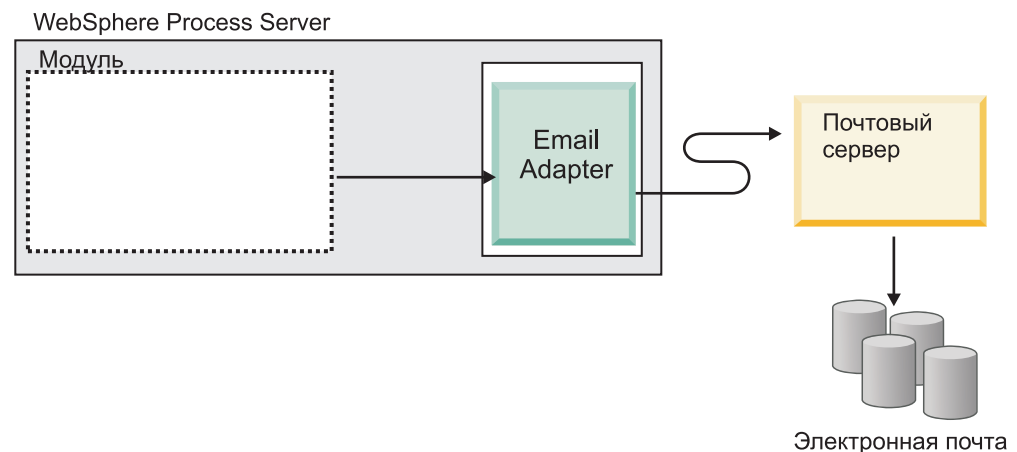 WebSphere Process Server
Модуль
Email
Adapter
Почтовый
сервер
Электронная почта